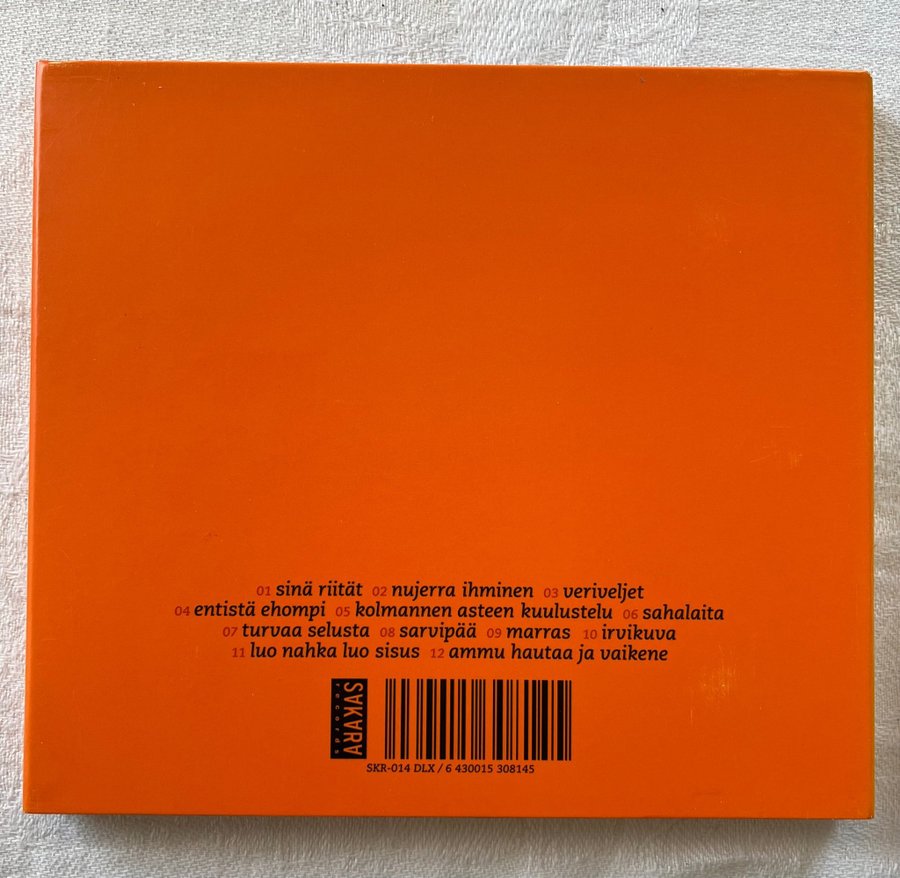 01 sinä riität 02 nujerra ihminen 03 veriveljet
04 entistä ehompi 05 kolmannen asteen kuulustelu 06 sahalaita
07 turvaa selusta 08 sarvipää 09 marras 10 irvikuva
11 luo nahka luo sisus 12 ammu hautaa ja vaikene
SAKARA
records
SKR-014 DLX / 6 430015 308145